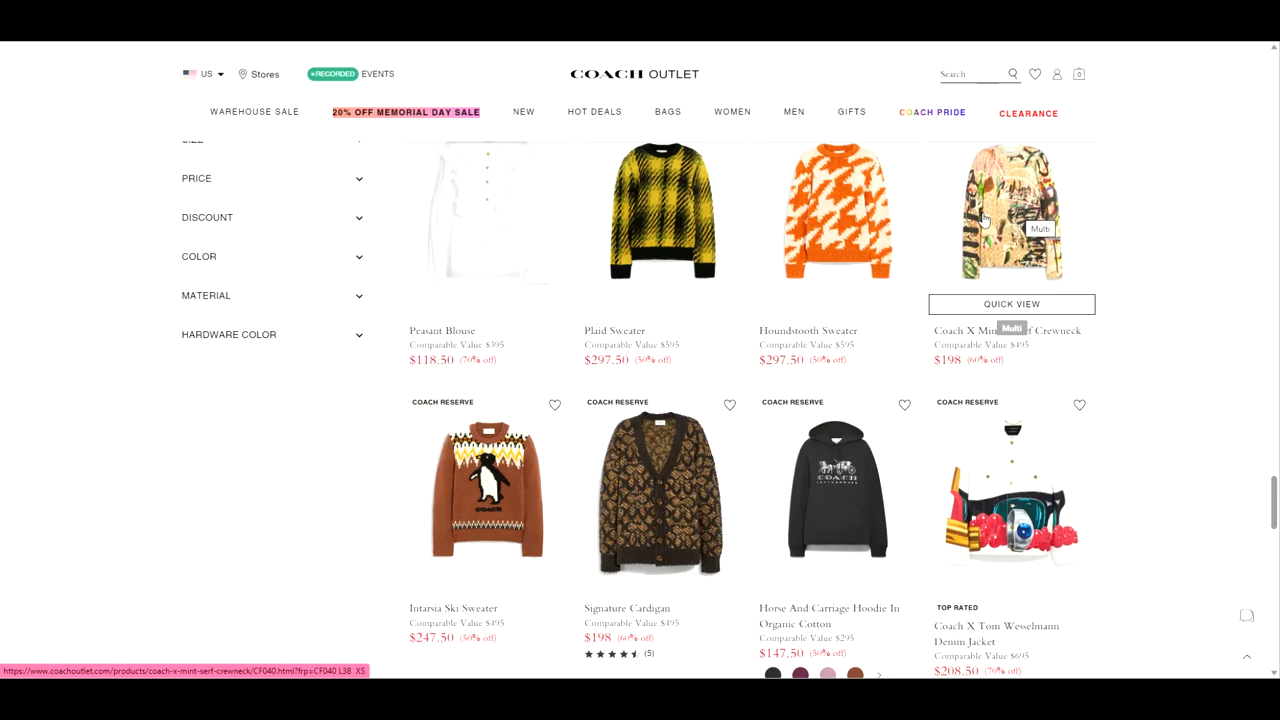 US
Stores
•RECORDED EVENTS
COACH OUTLET
Search
0
WAREHOUSE SALE
20% OFF MEMORIAL DAY SALE
NEW
HOT DEALS
BAGS
WOMEN
MEN
GIFTS
COACH PRIDE
CLEARANCE
SIZE
PRICE
DISCOUNT
COLOR
MATERIAL
HARDWARE COLOR
Multi
QUICK VIEW
Multi
Peasant Blouse
Comparable Value $395
$118.50 (70% off)
Plaid Sweater
Comparable Value $595
$297.50 (50% off)
Houndstooth Sweater
Comparable Value $595
$297.50 (50% off)
Coach X Min rf Crewneck
Comparable Value $495
$198 (60% off)
COACH RESERVE
COACH RESERVE
COACH RESERVE
COACH RESERVE
COACH
COACH
LEATHERWARE
Intarsia Ski Sweater
Comparable Value $495
$247.50 (50% off)
Signature Cardigan
Comparable Value $495
$198 (60% off)
(5)
Horse And Carriage Hoodie In
Organic Cotton
Comparable Value $295
$147.50 (50% off)
TOP RATED
Coach X Tom Wesselmann
Denim Jacket
Comparable Value $695
$208.50 (70% off)
https://www.coachoutlet.com/products/coach-x-mint-serf-crewneck/CF040.html?frp=CF040 L38 XS